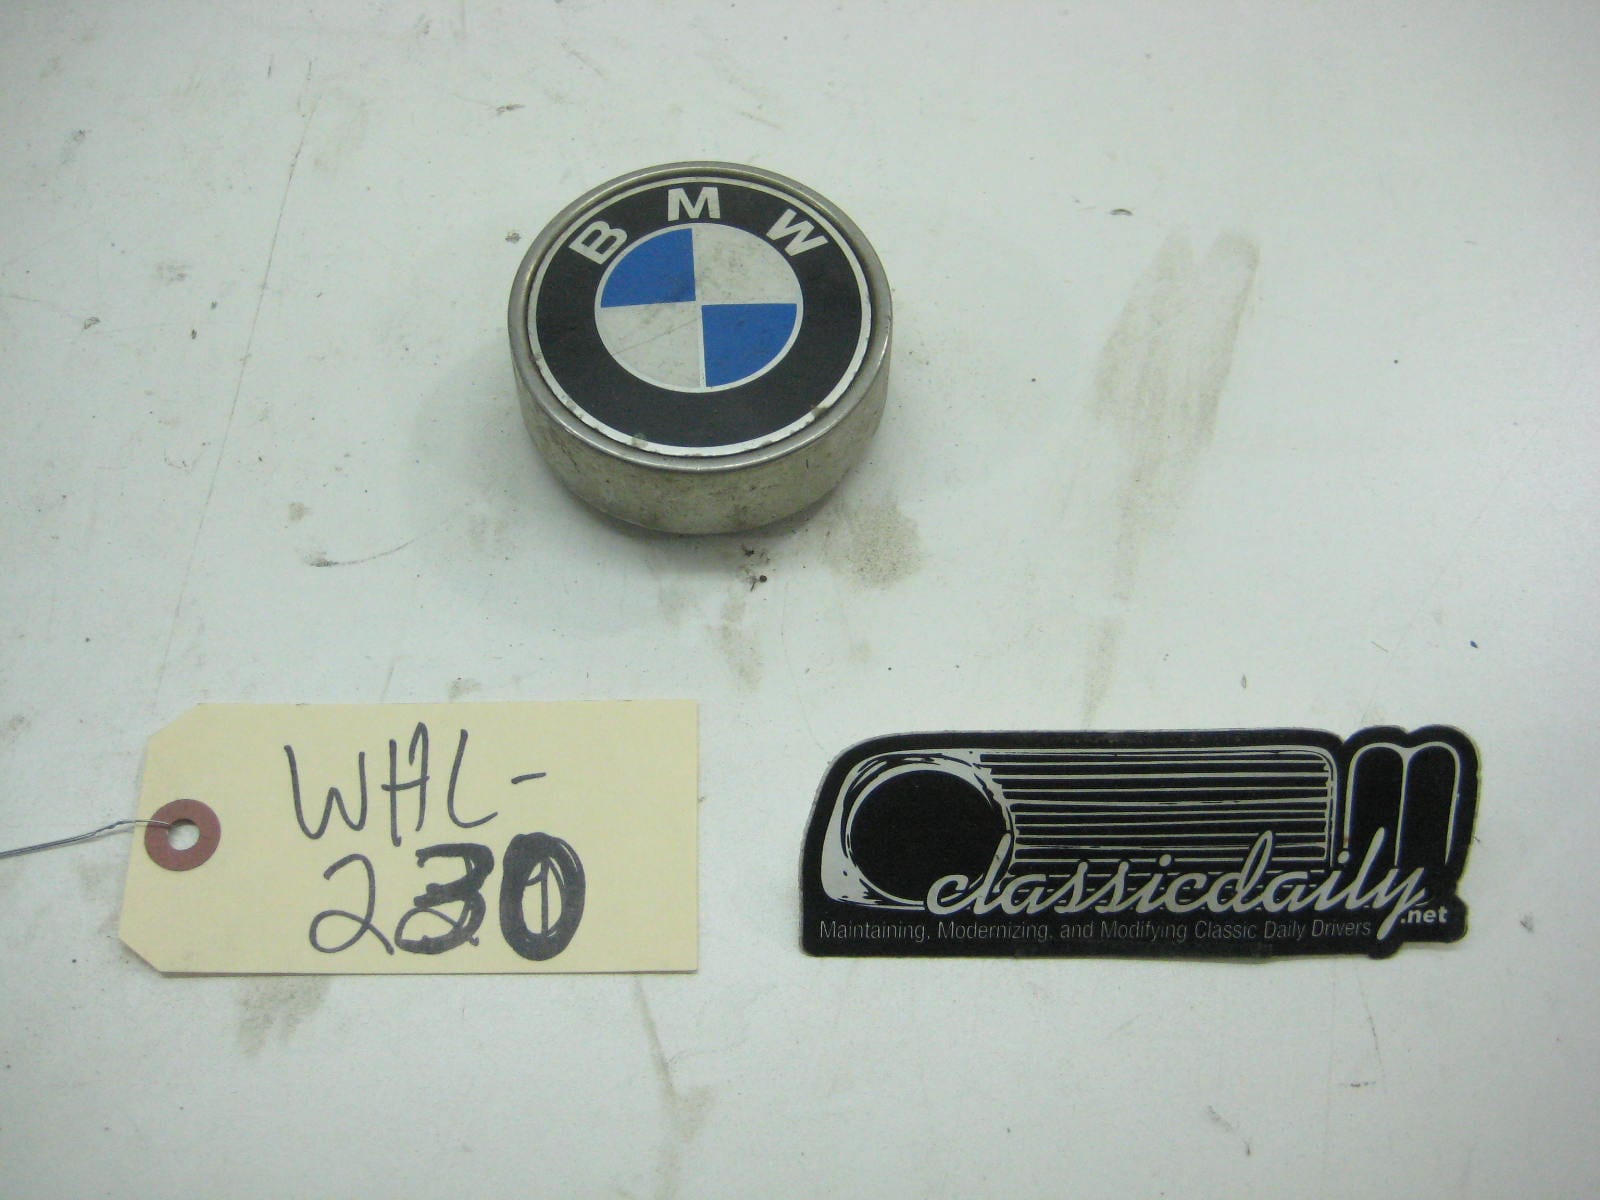 BMW
WHL-
230
classicdaily.net
Maintaining, Modernizing, and Modifying Classic Daily Drivers